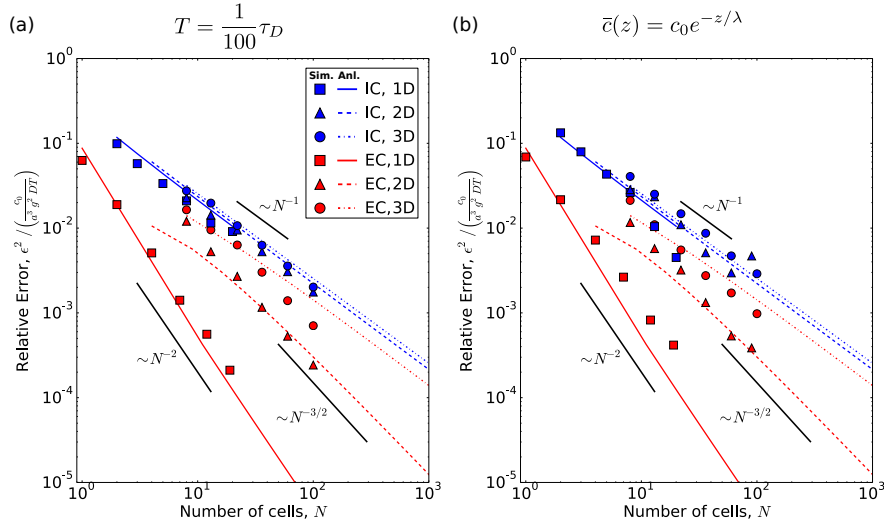 (a)
T = \frac{1}{100} τ_D
10^0
10^{-1}
10^{-2}
10^{-3}
10^{-4}
10^{-5}
Relative Error, ϵ^2 / ( \frac{c_0}{a^3 g^2 DT} )
Sim. Anl.
IC, 1D
IC, 2D
IC, 3D
EC,1D
EC,2D
EC,3D
~N^{-1}
~N^{-2}
~N^{-3/2}
10^0
10^1
10^2
10^3
Number of cells, N
(b)
\overline{c}(z) = c_0 e^{-z/λ}
10^0
10^{-1}
10^{-2}
10^{-3}
10^{-4}
10^{-5}
Relative Error, ϵ^2 / ( \frac{c_0}{a^3 g^2 DT} )
~N^{-1}
~N^{-2}
~N^{-3/2}
10^0
10^1
10^2
10^3
Number of cells, N